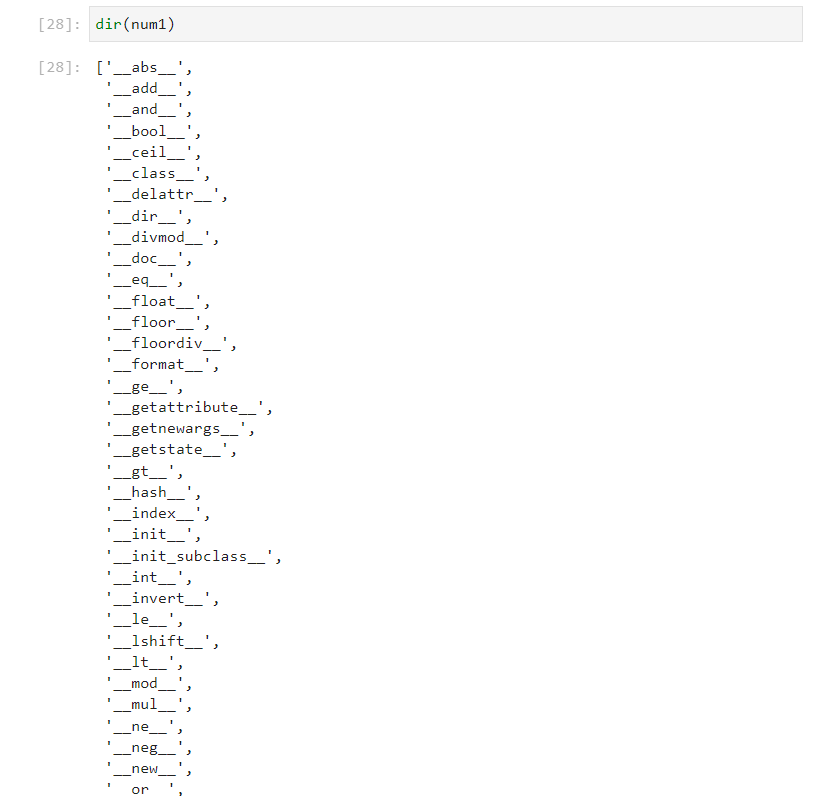 [28]: dir(num1)
[28]: ['__abs__',
'__add__',
'__and__',
'__bool__',
'__ceil__',
'__class__',
'__delattr__',
'__dir__',
'__divmod__',
'__doc__',
'__eq__',
'__float__',
'__floor__',
'__floordiv__',
'__format__',
'__ge__',
'__getattribute__',
'__getnewargs__',
'__getstate__',
'__gt__',
'__hash__',
'__index__',
'__init__',
'__init_subclass__',
'__int__',
'__invert__',
'__le__',
'__lshift__',
'__lt__',
'__mod__',
'__mul__',
'__ne__',
'__neg__',
'__new__',
'__or__',